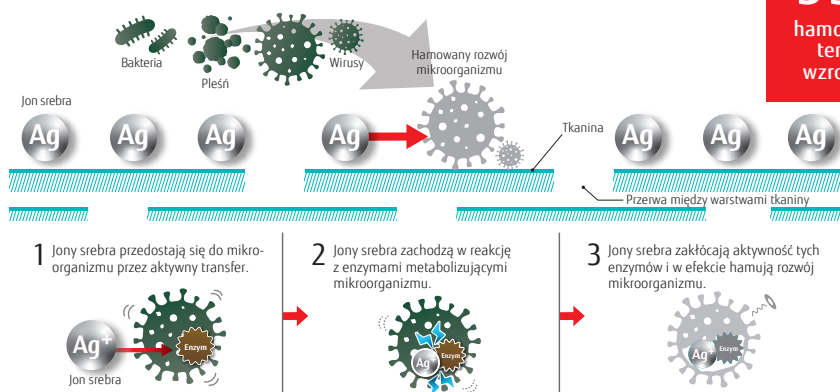 hamo
ter
wzro
Bakteria
Pleśń
Wirusy
Hamowany rozwój
mikroorganizmu
Jon srebra
Ag
Ag
Ag
Ag
Ag
Ag
Ag
Tkanina
Przerwa między warstwami tkaniny
1 Jony srebra przedostają się do mikro-
organizmu przez aktywny transfer.
Ag+
Enzym
Jon srebra
2 Jony srebra zachodzą w reakcję
z enzymami metabolizującymi
mikroorganizmu.
Ag+
Enzym
3 Jony srebra zakłócają aktywność tych
enzymów i w efekcie hamują rozwój
mikroorganizmu.
Ag+
Enzym